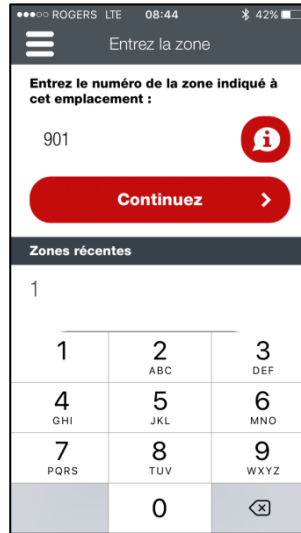 ROGERS LTE 08:44 42%
Entrez la zone
Entrez le numéro de la zone indiqué à
cet emplacement :
901
i
Continuez
Zones récentes
1
1 2 3
ABC DEF
4 5 6
GHI JKL MNO
7 8 9
PQRS TUV WXYZ
0